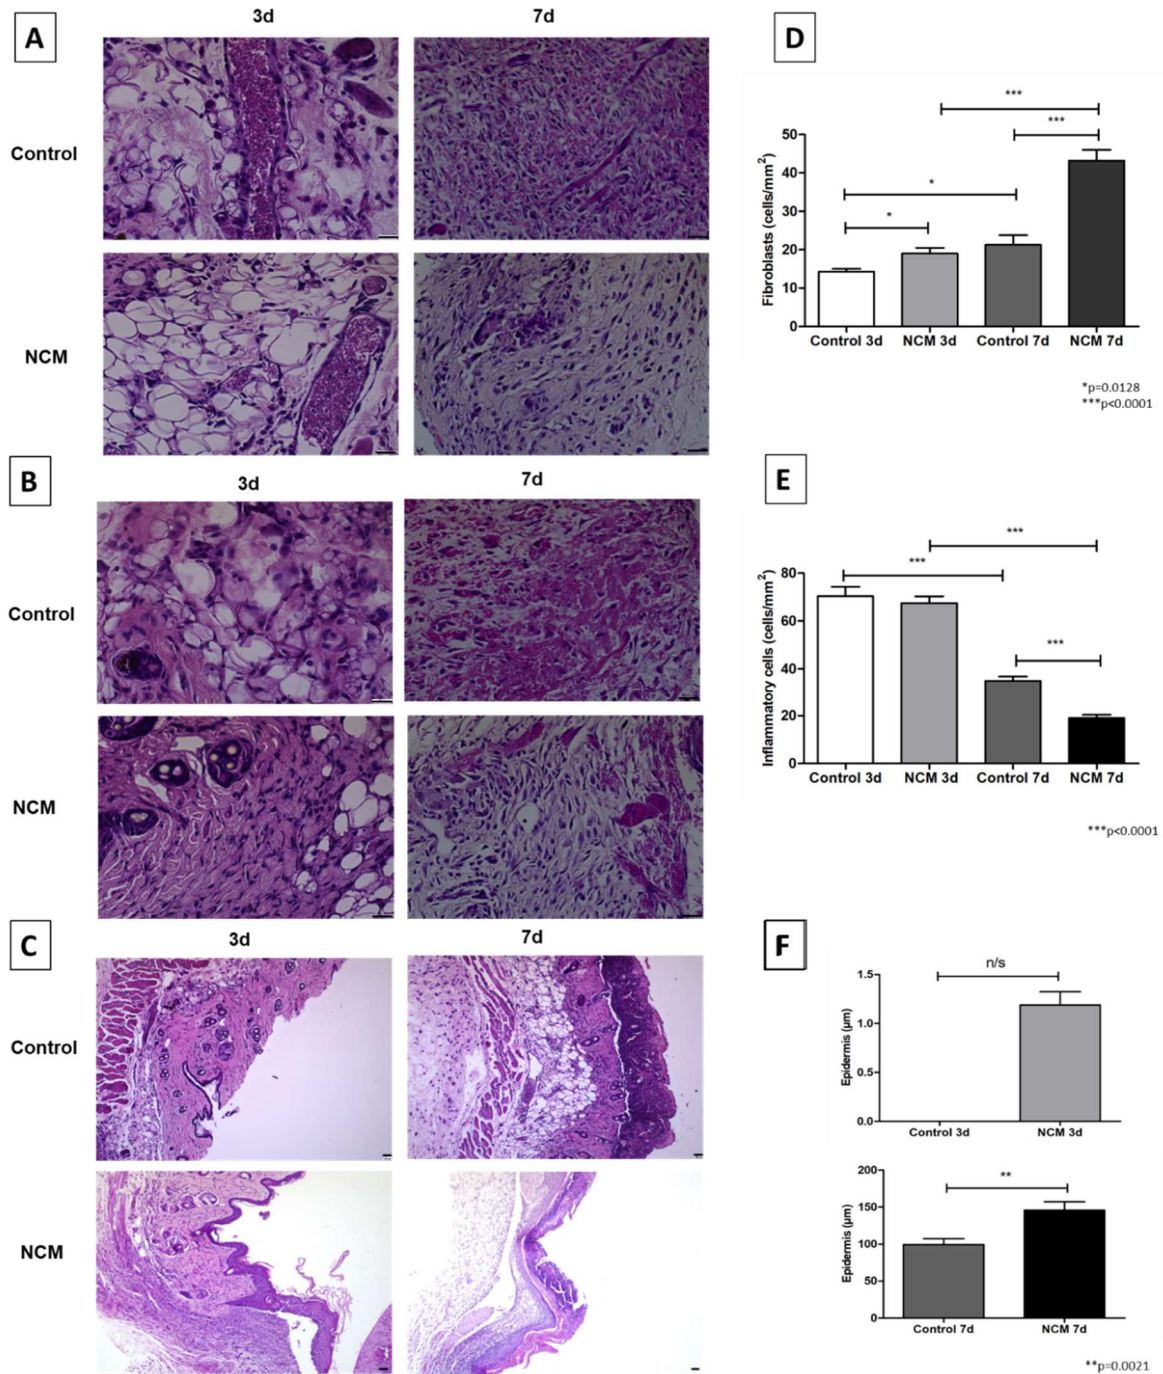 A
3d
7d
Control
NCM
B
3d
7d
Control
NCM
C
3d
7d
Control
NCM
D
***
***
*
*
Fibroblasts (cells/mm²)
50
40
30
20
10
0
Control 3d
NCM 3d
Control 7d
NCM 7d
*p=0.0128
***p<0.0001
E
***
***
***
Inflammatory cells (cells/mm²)
80
60
40
20
0
Control 3d
NCM 3d
Control 7d
NCM 7d
***p<0.0001
F
n/s
Epidermis (µm)
1.5
1.0
0.5
0.0
Control 3d
NCM 3d
**
Epidermis (µm)
200
150
100
50
0
Control 7d
NCM 7d
**p=0.0021